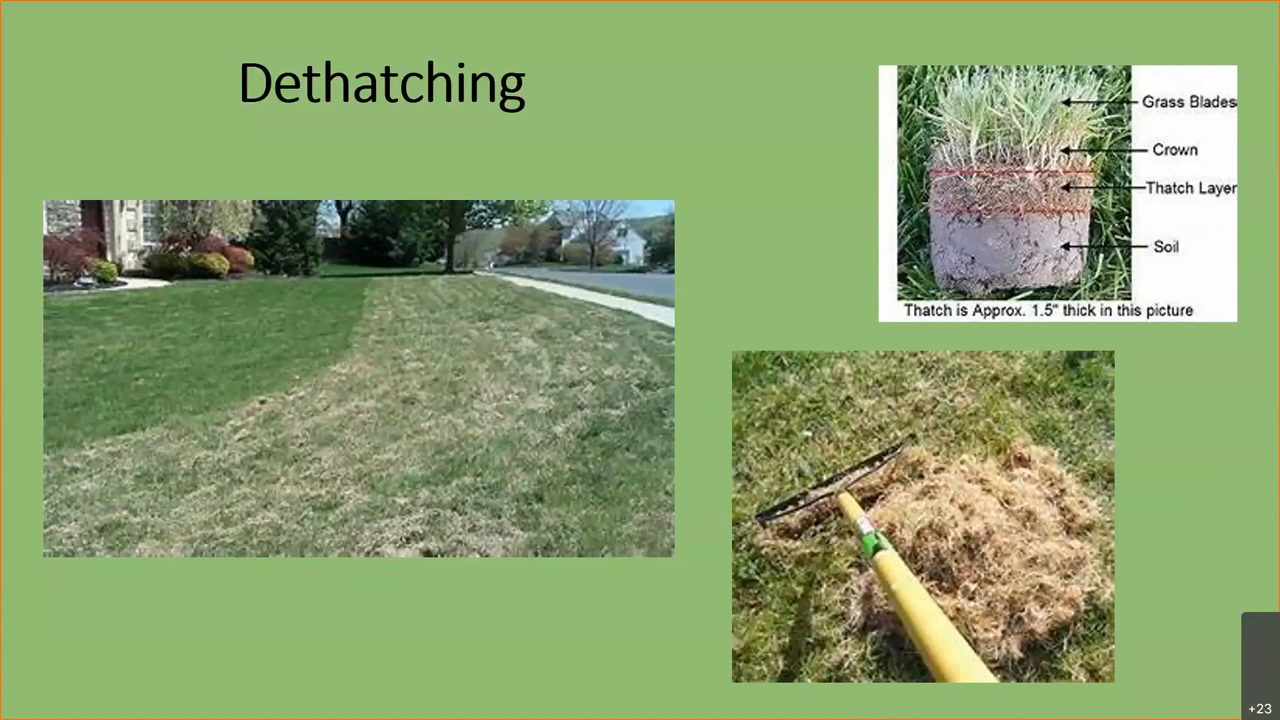 Dethatching
Grass Blades
Crown
Thatch Layer
Soil
Thatch is Approx. 1.5" thick in this picture
+23